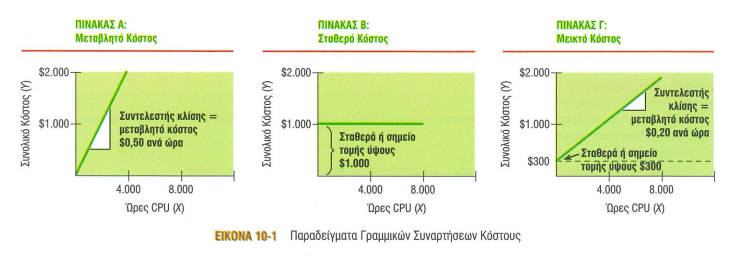 ΠΙΝΑΚΑΣ Α:
Μεταβλητό Κόστος
Συνολικό Κόστος (Y)
$2.000
$1.000
Συντελεστής κλίσης =
μεταβλητό κόστος
$0,50 ανά ώρα
4.000 8.000
Ώρες CPU (X)
ΠΙΝΑΚΑΣ Β:
Σταθερό Κόστος
Συνολικό Κόστος (Y)
$2.000
$1.000
Σταθερά ή σημείο
τομής ύψους
$1.000
4.000 8.000
Ώρες CPU (X)
ΠΙΝΑΚΑΣ Γ:
Μεικτό Κόστος
Συνολικό Κόστος (Y)
$2.000
$1.000
$300
Συντελεστής
κλίσης =
μεταβλητό κόστος
$0,20 ανά ώρα
Σταθερά ή σημείο
τομής ύψους $300
4.000 8.000
Ώρες CPU (X)
ΕΙΚΟΝΑ 10-1 Παραδείγματα Γραμμικών Συναρτήσεων Κόστους